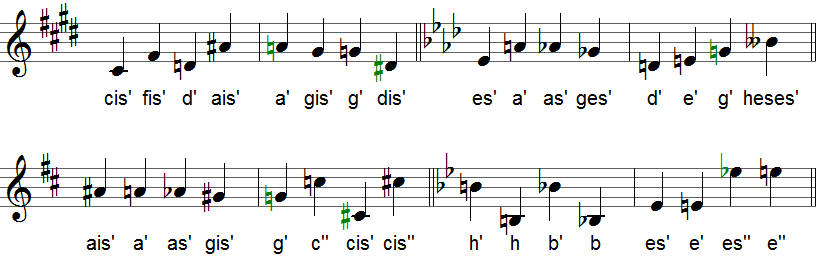 cis' fis' d' ais' a' gis' g' dis' es' a' as' ges' d' e' g' heses'
ais' a' as' gis' g' c" cis' cis" h' h b' b es' e' es" e"